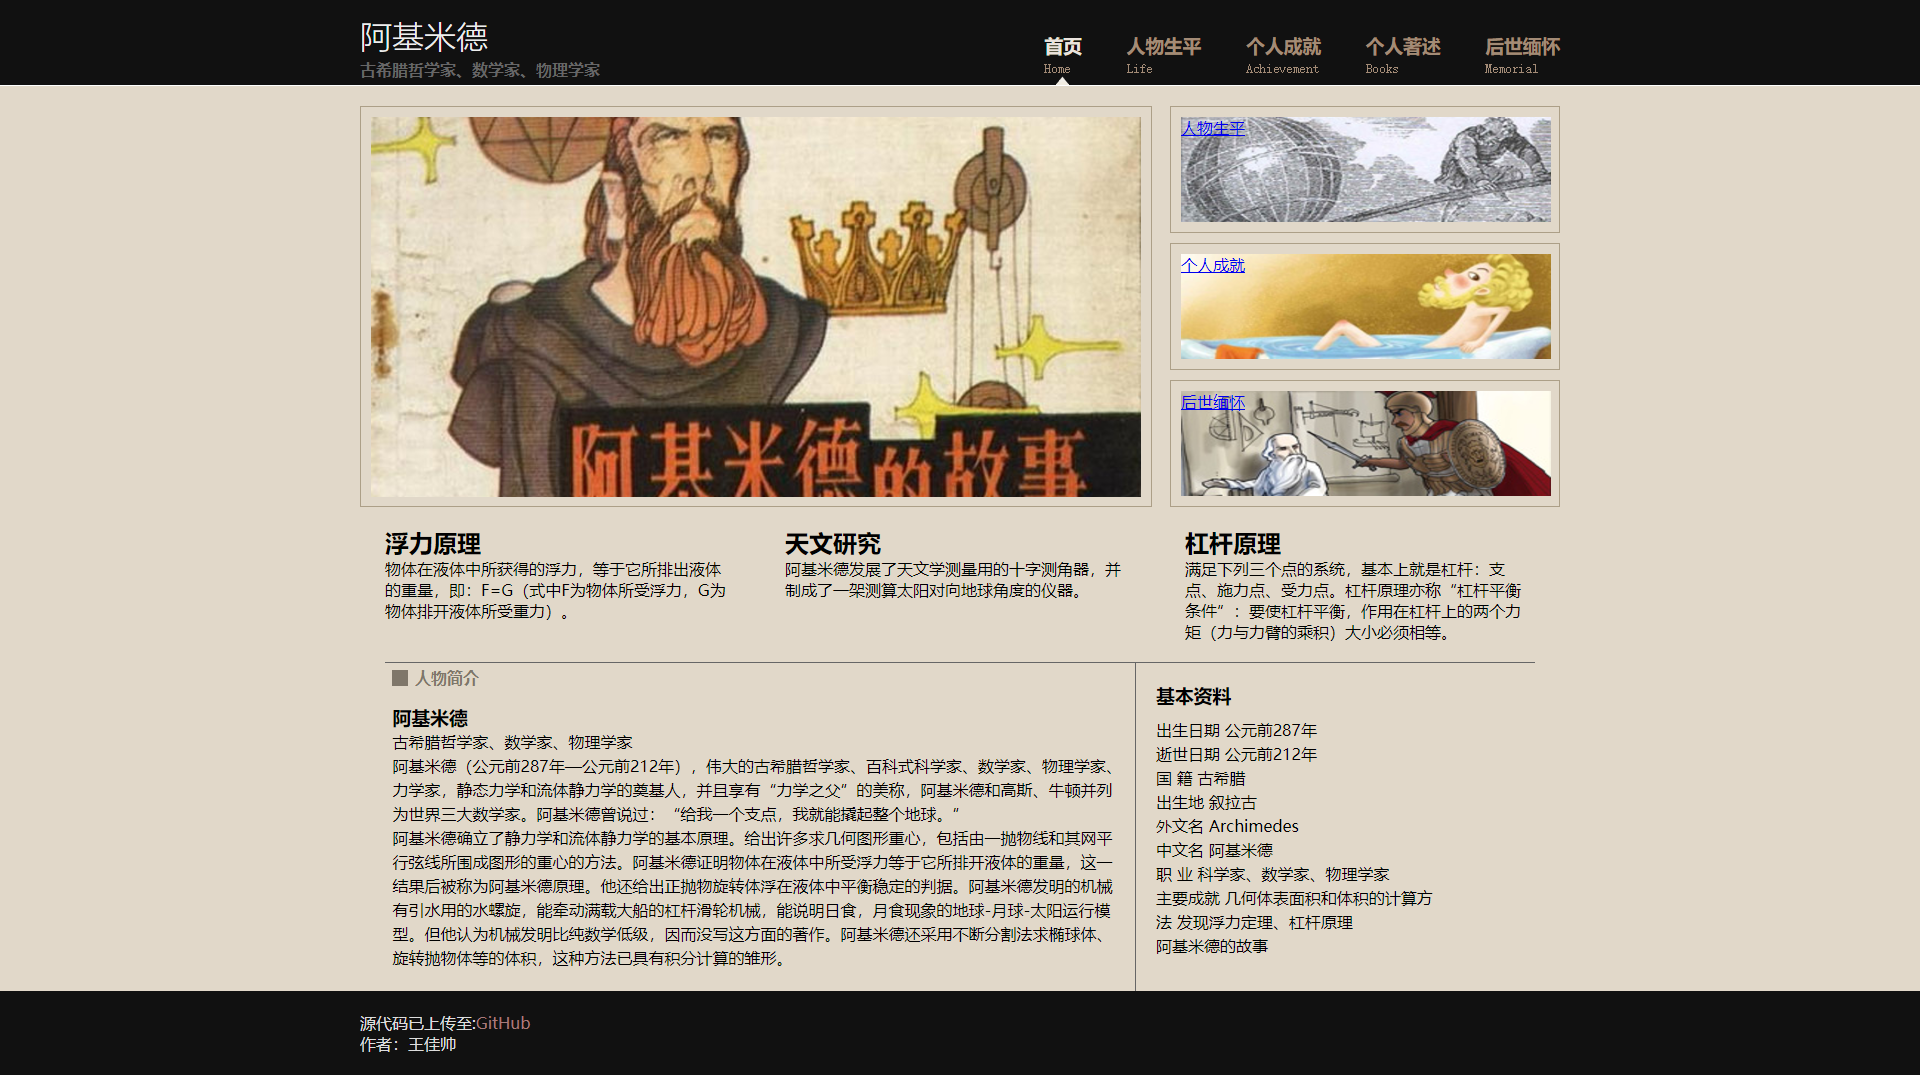 阿基米德
古希腊哲学家、数学家、物理学家
首页
Home
人物生平
Life
个人成就
Achievement
个人著述
Books
后世缅怀
Memorial
阿基米德的故事
人物生平
个人成就
后世缅怀
浮力原理
物体在液体中所获得的浮力，等于它所排出液体
的重量，即：F=G（式中F为物体所受浮力，G为
物体排开液体所受重力）。
天文研究
阿基米德发展了天文学测量用的十字测角器，并
制成了一架测算太阳对向地球角度的仪器。
杠杆原理
满足下列三个点的系统，基本上就是杠杆：支
点、施力点、受力点。杠杆原理亦称“杠杆平衡
条件”：要使杠杆平衡，作用在杠杆上的两个力
矩（力与力臂的乘积）大小必须相等。
人物简介
阿基米德
古希腊哲学家、数学家、物理学家
阿基米德（公元前287年—公元前212年），伟大的古希腊哲学家、百科式科学家、数学家、物理学家、
力学家，静态力学和流体静力学的奠基人，并且享有“力学之父”的美称，阿基米德和高斯、牛顿并列
为世界三大数学家。阿基米德曾说过：“给我一个支点，我就能撬起整个地球。”
阿基米德确立了静力学和流体静力学的基本原理。给出许多求几何图形重心，包括由一抛物线和其网平
行弦线所围成图形的重心的方法。阿基米德证明物体在液体中所受浮力等于它所排开液体的重量，这一
结果后被称为阿基米德原理。他还给出正抛物旋转体浮在液体中平衡稳定的判据。阿基米德发明的机械
有引水用的水螺旋，能牵动满载大船的杠杆滑轮机械，能说明日食，月食现象的地球-月球-太阳运行模
型。但他认为机械发明比纯数学低级，因而没写这方面的著作。阿基米德还采用不断分割法求椭球体、
旋转抛物体等的体积，这种方法已具有积分计算的雏形。
基本资料
出生日期 公元前287年
逝世日期 公元前212年
国 籍 古希腊
出生地 叙拉古
外文名 Archimedes
中文名 阿基米德
职 业 科学家、数学家、物理学家
主要成就 几何体表面积和体积的计算方
法 发现浮力定理、杠杆原理
阿基米德的故事
源代码已上传至:GitHub
作者：王佳帅